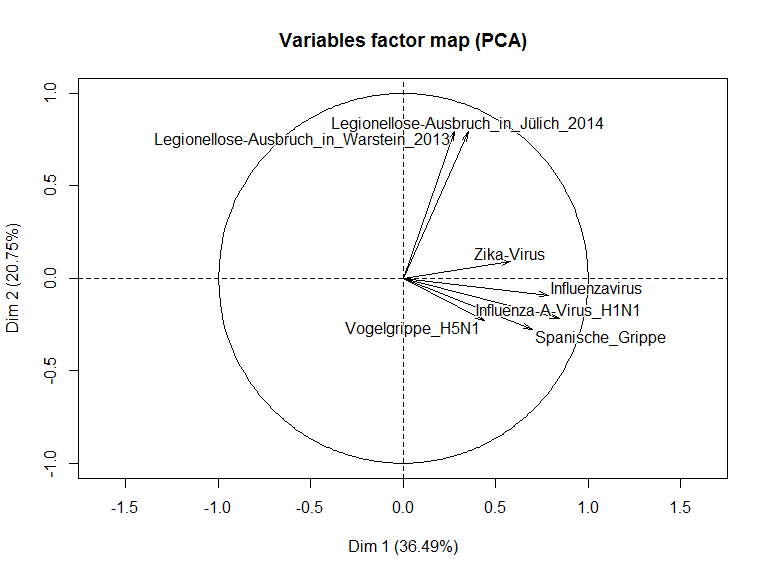 Variables factor map (PCA)
1.0
Legionellose-Ausbruch_in_Jülich_2014
Legionellose-Ausbruch_in_Warstein_2013
0.5
Zika-Virus
0.0
Influenzavirus
Influenza-A-Virus_H1N1
Vogelgrippe_H5N1
Spanische_Grippe
-0.5
-1.0
Dim 2 (20.75%)
-1.5 -1.0 -0.5 0.0 0.5 1.0 1.5
Dim 1 (36.49%)